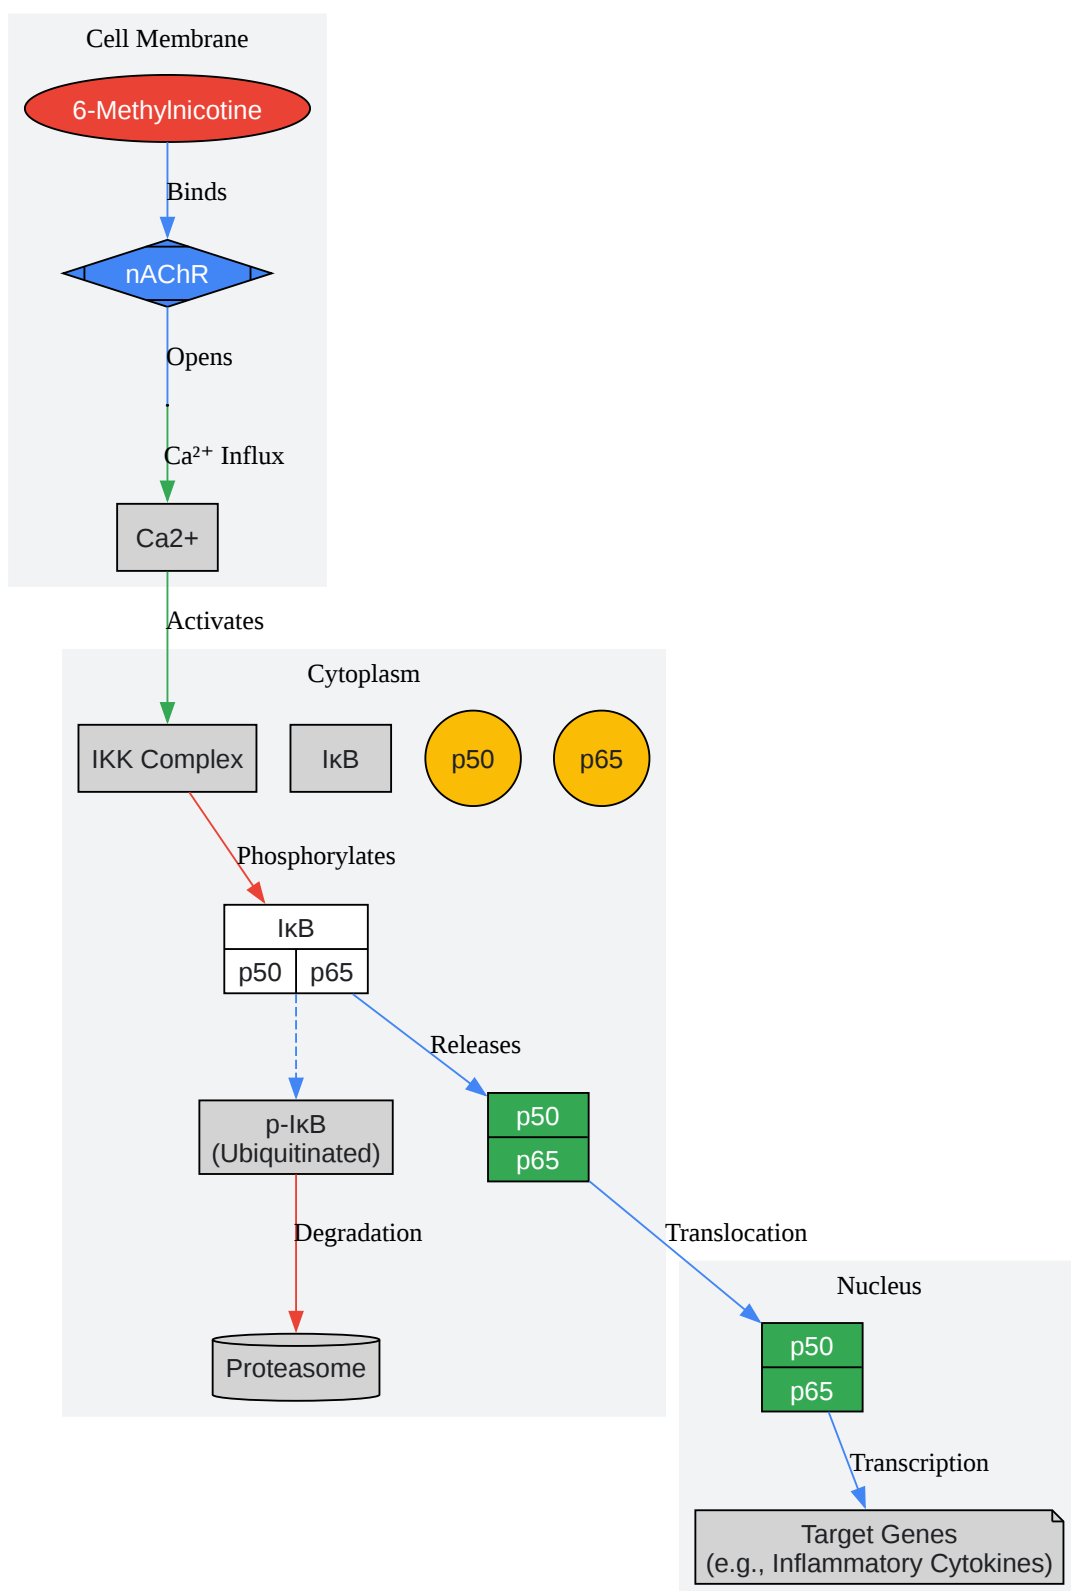 Cell Membrane
6-Methylnicotine
Binds
nAChR
Opens
Ca²⁺ Influx
Ca2+
Activates
Cytoplasm
IKK Complex
IκB
p50
p65
Phosphorylates
IκB
p50
p65
Releases
p50
p65
p-IκB
(Ubiquitinated)
Degradation
Proteasome
Translocation
Nucleus
p50
p65
Transcription
Target Genes
(e.g., Inflammatory Cytokines)